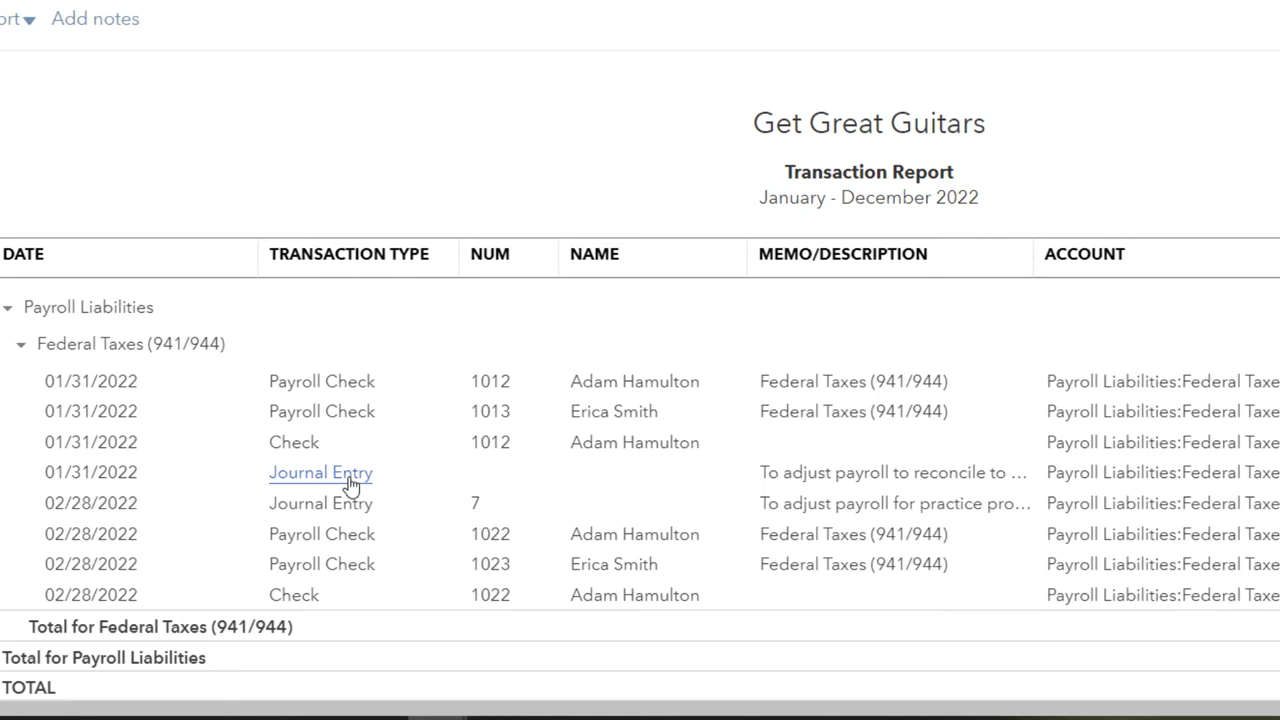 ort Add notes
Get Great Guitars
Transaction Report
January - December 2022
DATE TRANSACTION TYPE NUM NAME MEMO/DESCRIPTION ACCOUNT
Payroll Liabilities
Federal Taxes (941/944)
01/31/2022 Payroll Check 1012 Adam Hamulton Federal Taxes (941/944) Payroll Liabilities:Federal Taxe
01/31/2022 Payroll Check 1013 Erica Smith Federal Taxes (941/944) Payroll Liabilities:Federal Taxe
01/31/2022 Check 1012 Adam Hamulton Payroll Liabilities:Federal Taxe
01/31/2022 Journal Entry To adjust payroll to reconcile to ... Payroll Liabilities:Federal Taxe
02/28/2022 Journal Entry 7 To adjust payroll for practice pro... Payroll Liabilities:Federal Taxe
02/28/2022 Payroll Check 1022 Adam Hamulton Federal Taxes (941/944) Payroll Liabilities:Federal Taxe
02/28/2022 Payroll Check 1023 Erica Smith Federal Taxes (941/944) Payroll Liabilities:Federal Taxe
02/28/2022 Check 1022 Adam Hamulton Payroll Liabilities:Federal Taxe
Total for Federal Taxes (941/944)
Total for Payroll Liabilities
TOTAL